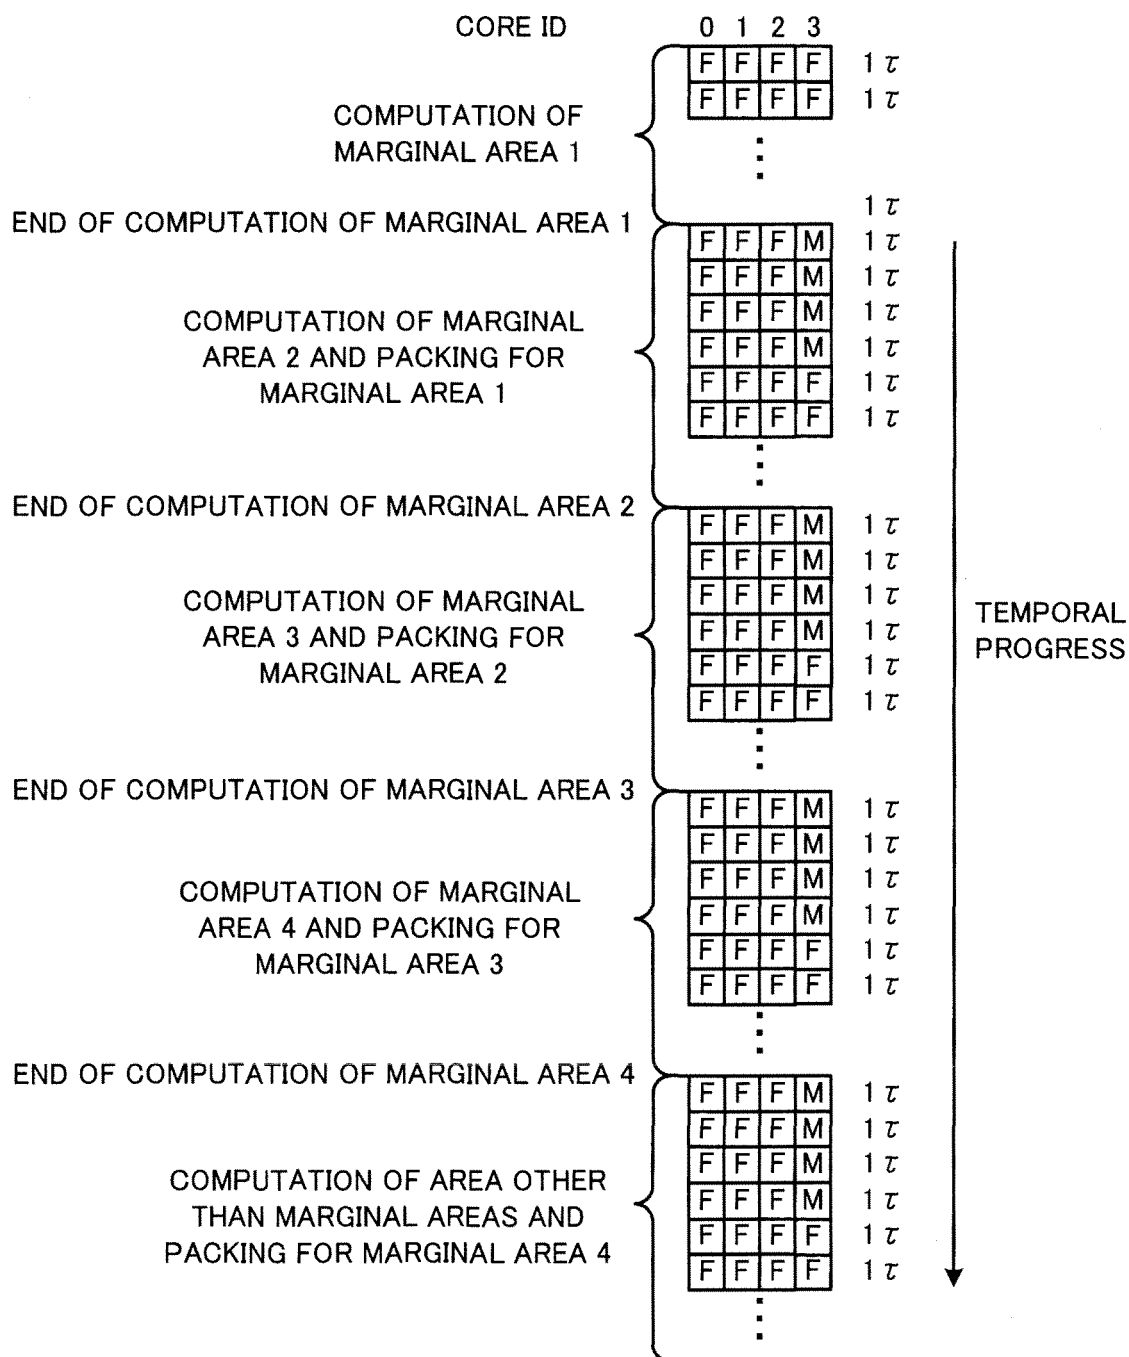 CORE ID 0 1 2 3
F F F F 1τ
F F F F 1τ
COMPUTATION OF
MARGINAL AREA 1
1τ
END OF COMPUTATION OF MARGINAL AREA 1
F F F M 1τ
F F F M 1τ
F F F M 1τ
F F F M 1τ
F F F F 1τ
F F F F 1τ
COMPUTATION OF MARGINAL
AREA 2 AND PACKING FOR
MARGINAL AREA 1
END OF COMPUTATION OF MARGINAL AREA 2
F F F M 1τ
F F F M 1τ
F F F M 1τ
F F F M 1τ
F F F F 1τ
F F F F 1τ
COMPUTATION OF MARGINAL
AREA 3 AND PACKING FOR
MARGINAL AREA 2
TEMPORAL
PROGRESS
END OF COMPUTATION OF MARGINAL AREA 3
F F F M 1τ
F F F M 1τ
F F F M 1τ
F F F M 1τ
F F F F 1τ
F F F F 1τ
COMPUTATION OF MARGINAL
AREA 4 AND PACKING FOR
MARGINAL AREA 3
END OF COMPUTATION OF MARGINAL AREA 4
F F F M 1τ
F F F M 1τ
F F F M 1τ
F F F M 1τ
F F F F 1τ
F F F F 1τ
COMPUTATION OF AREA OTHER
THAN MARGINAL AREAS AND
PACKING FOR MARGINAL AREA 4